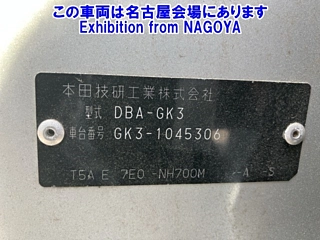 この車両は名古屋会場にあります
Exhibition from NAGOYA
本田技研工業株式会社
型式 DBA-GK3
車台番号 GK3-1045306
T5A E 7E0 -NH700M -A -S